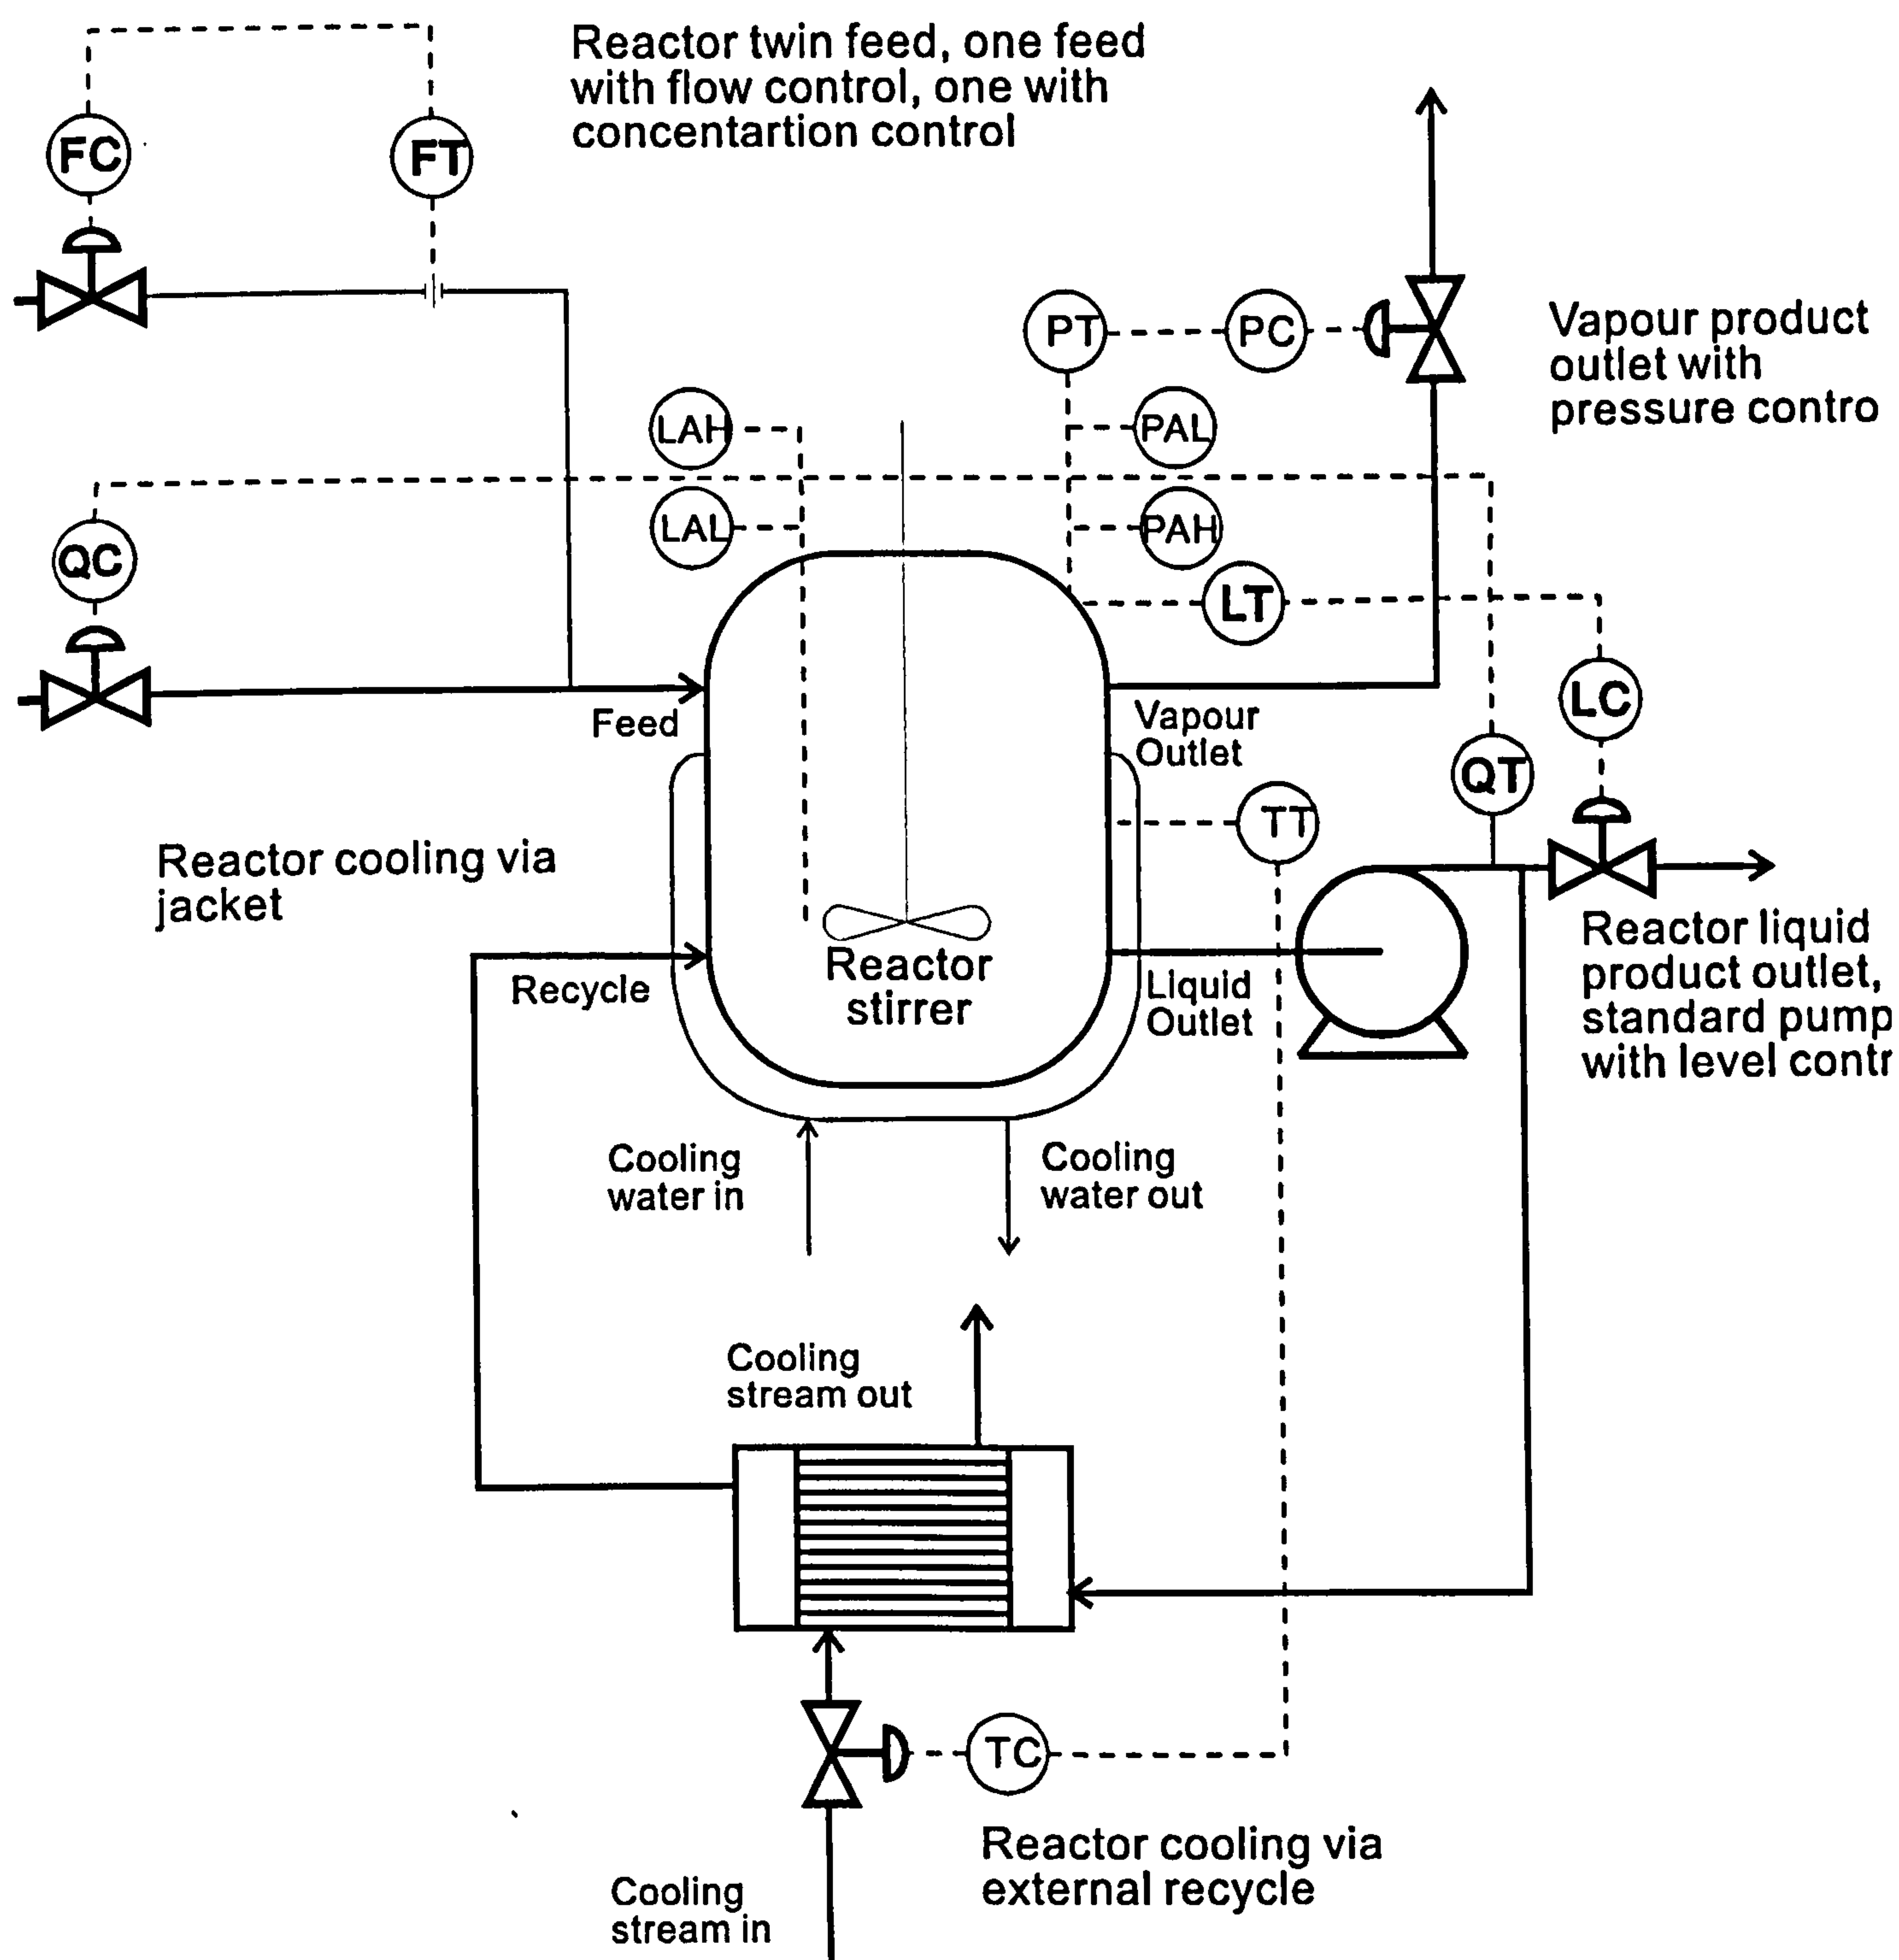 Reactor twin feed, one feed
with flow control, one with
concentartion control
FC
FT
PT
PC
Vapour product
outlet with
pressure contro
LAH
PAL
LAL
PAH
QC
LT
LC
Feed
Vapour
Outlet
QT
TT
Reactor cooling via
jacket
Reactor liquid
product outlet,
standard pump
with level contr
Recycle
Reactor
stirrer
Liquid
Outlet
Cooling
water in
Cooling
water out
Cooling
stream out
TC
Reactor cooling via
external recycle
Cooling
stream in